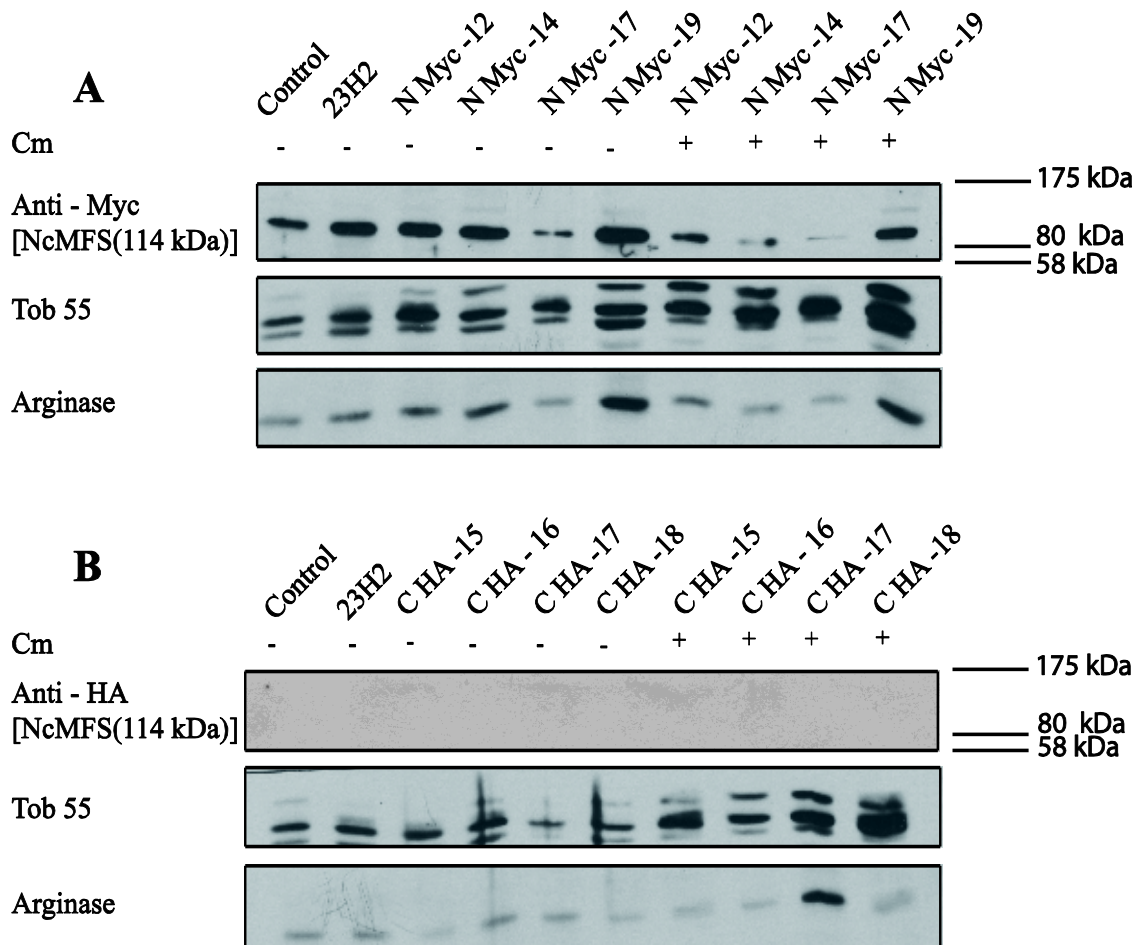 A
Control 23H2 N Myc -12 N Myc -14 N Myc -17 N Myc -19 N Myc -12 N Myc -14 N Myc -17 N Myc -19
Cm - - - - - - + + + +
175 kDa
Anti - Myc
[NcMFS(114 kDa)] 80 kDa
58 kDa
Tob 55
Arginase
B
Control 23H2 C HA -15 C HA - 16 C HA -17 C HA -18 C HA -15 C HA - 16 C HA -17 C HA -18
Cm - - - - - - + + + +
175 kDa
Anti - HA
[NcMFS(114 kDa)] 80 kDa
58 kDa
Tob 55
Arginase